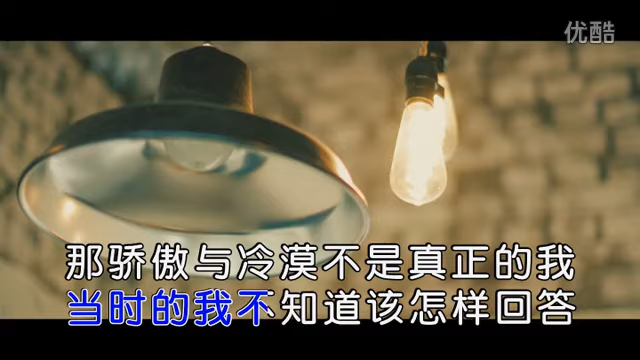 优酷
那骄傲与冷漠不是真正的我
当时的我不知道该怎样回答